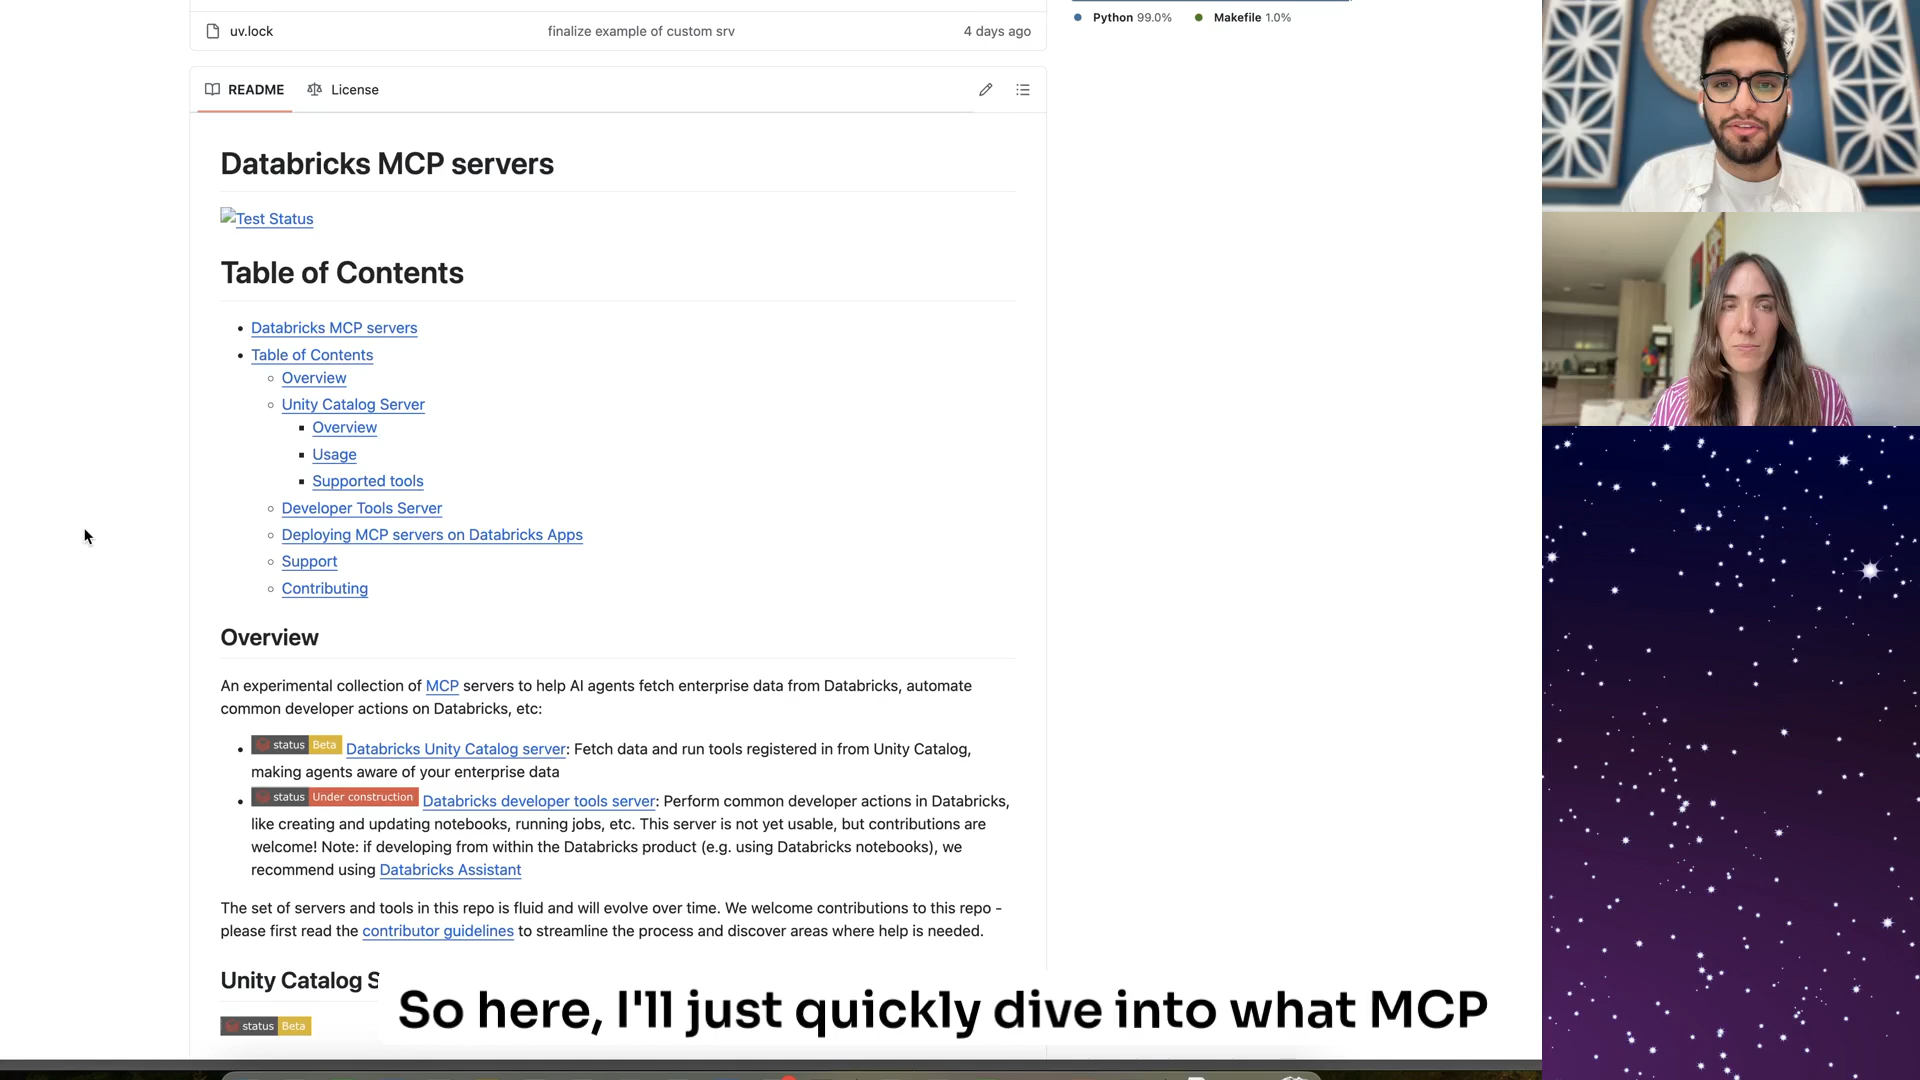 uv.lock finalize example of custom srv 4 days ago
Python 99.0% Makefile 1.0%
README License
Databricks MCP servers
Test Status
Table of Contents
Databricks MCP servers
Table of Contents
Overview
Unity Catalog Server
Overview
Usage
Supported tools
Developer Tools Server
Deploying MCP servers on Databricks Apps
Support
Contributing
Overview
An experimental collection of MCP servers to help AI agents fetch enterprise data from Databricks, automate
common developer actions on Databricks, etc:
status Beta Databricks Unity Catalog server: Fetch data and run tools registered in from Unity Catalog,
making agents aware of your enterprise data
status Under construction Databricks developer tools server: Perform common developer actions in Databricks,
like creating and updating notebooks, running jobs, etc. This server is not yet usable, but contributions are
welcome! Note: if developing from within the Databricks product (e.g. using Databricks notebooks), we
recommend using Databricks Assistant
The set of servers and tools in this repo is fluid and will evolve over time. We welcome contributions to this repo -
please first read the contributor guidelines to streamline the process and discover areas where help is needed.
Unity Catalog S
status Beta
So here, I'll just quickly dive into what MCP